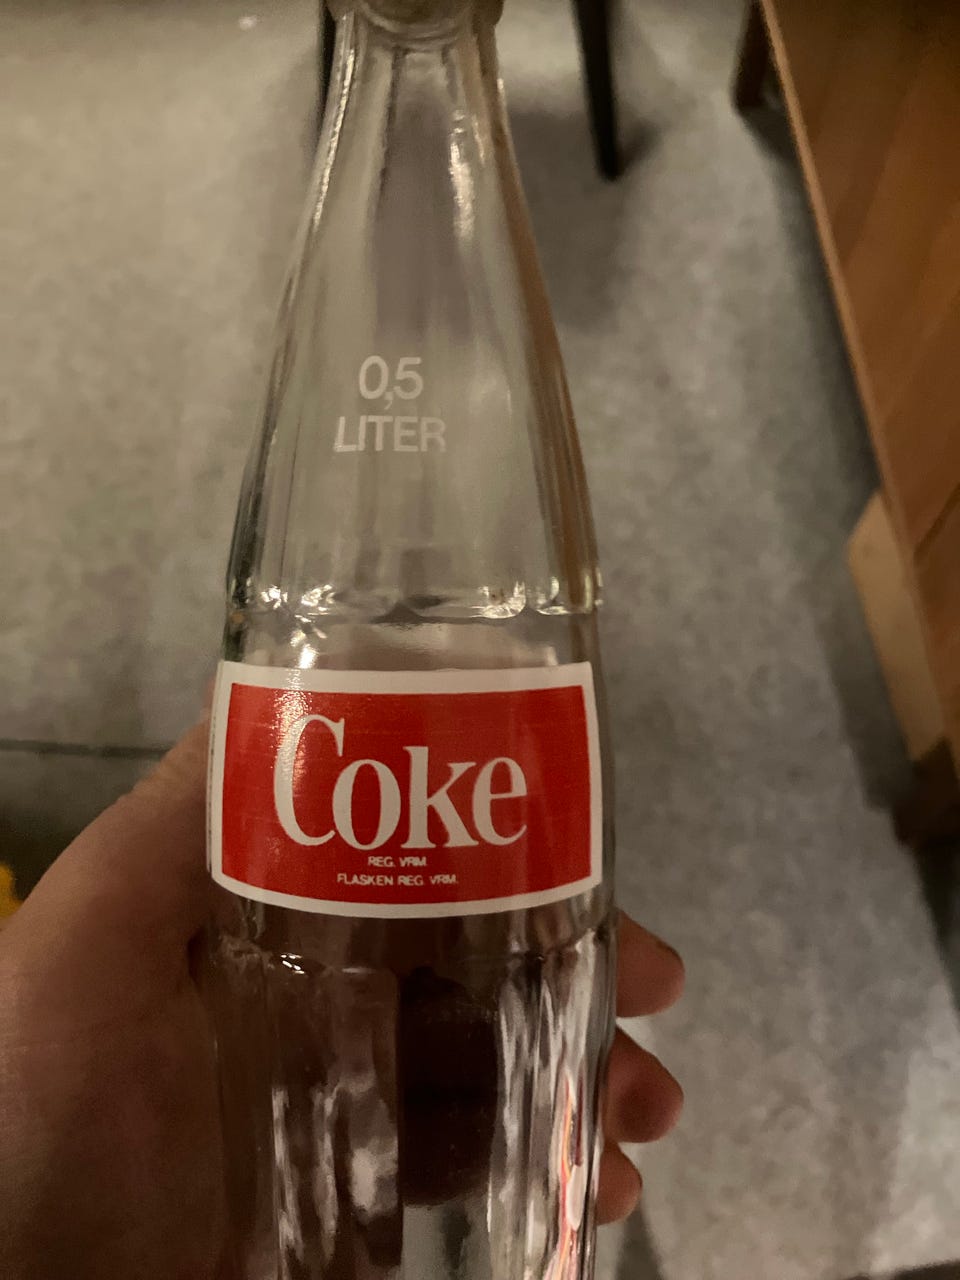 0,5
LITER
Coke
REG. VRM.
FLASKEN REG. VRM.